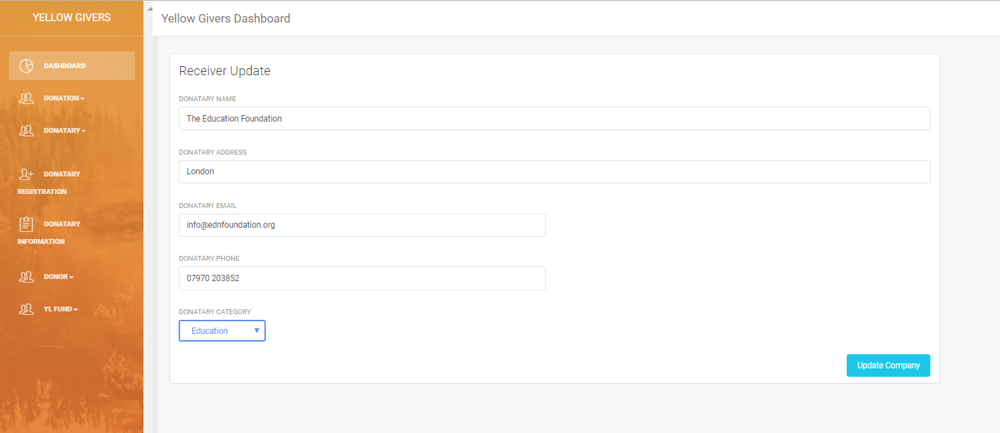 YELLOW GIVERS
DASHBOARD
DONATION
DONATARY
DONATARY
REGISTRATION
DONATARY
INFORMATION
DONOR
YL FUND
Yellow Givers Dashboard
Receiver Update
DONATARY NAME
The Education Foundation
DONATARY ADDRESS
London
DONATARY EMAIL
info@ednfoundation.org
DONATARY PHONE
07970 203852
DONATARY CATEGORY
Education
Update Company